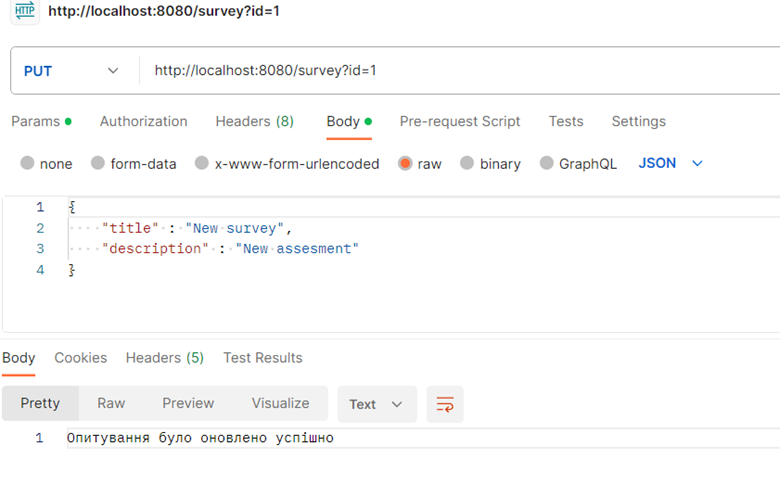 HTTP http://localhost:8080/survey?id=1
PUT http://localhost:8080/survey?id=1
Params Authorization Headers (8) Body Pre-request Script Tests Settings
none form-data x-www-form-urlencoded raw binary GraphQL JSON
1 {
2 "title" : "New survey",
3 "description" : "New assesment"
4 }
Body Cookies Headers (5) Test Results
Pretty Raw Preview Visualize Text
1 Опитування було оновлено успішно